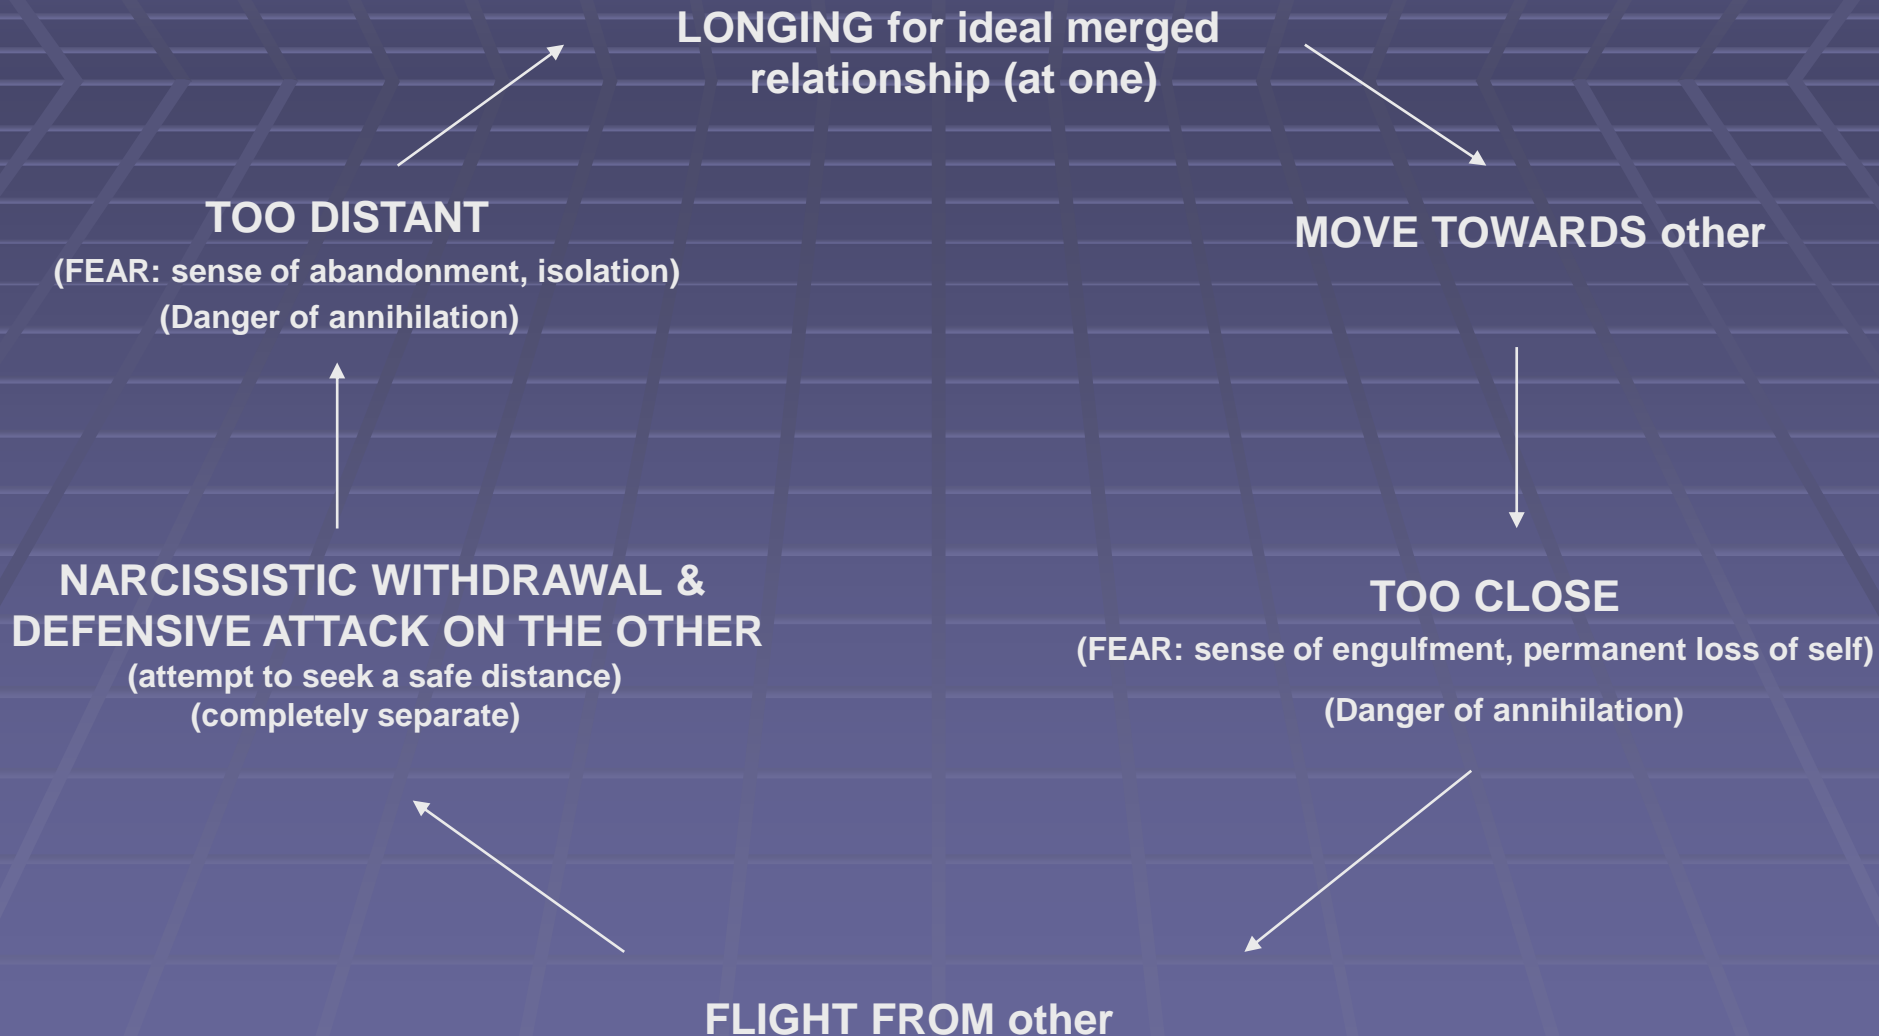 LONGING for ideal merged
relationship (at one)
TOO DISTANT
(FEAR: sense of abandonment, isolation)
(Danger of annihilation)
MOVE TOWARDS other
NARCISSISTIC WITHDRAWAL &
DEFENSIVE ATTACK ON THE OTHER
(attempt to seek a safe distance)
(completely separate)
TOO CLOSE
(FEAR: sense of engulfment, permanent loss of self)
(Danger of annihilation)
FLIGHT FROM other